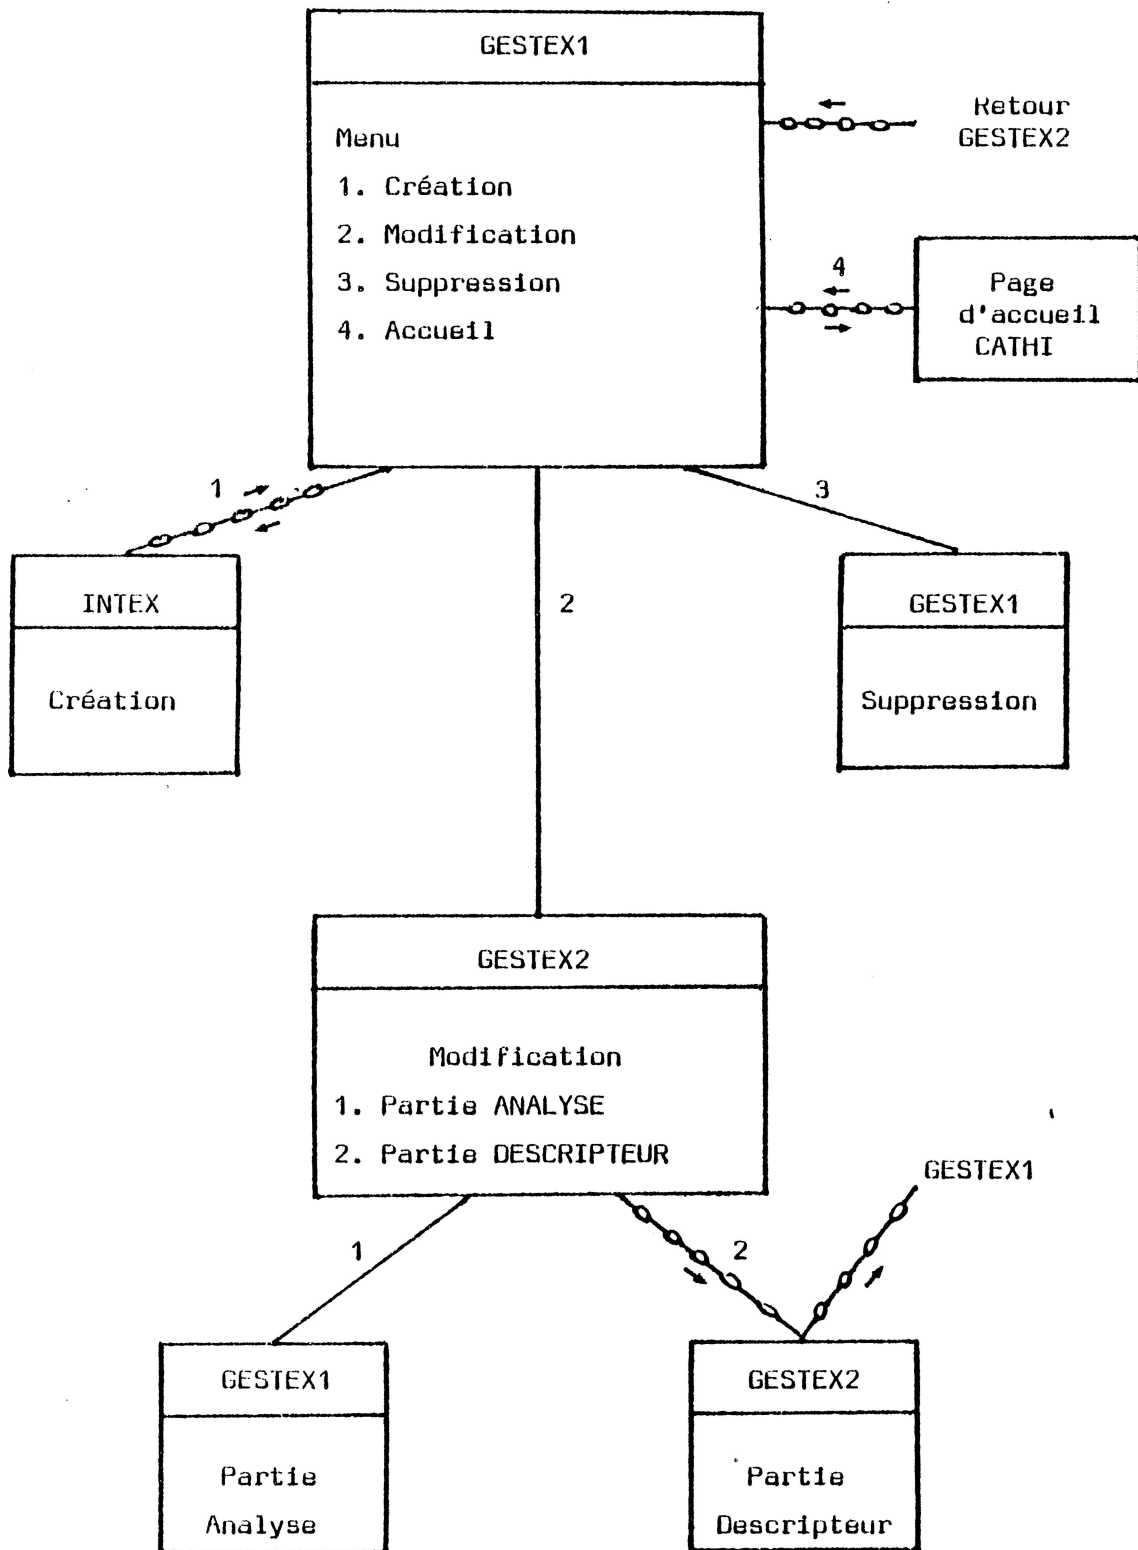 GESTEX1
Menu
1. Création
2. Modification
3. Suppression
4. Accueil
Retour
GESTEX2
4
Page
d'accueil
CATHI
1
2
3
INTEX
Création
GESTEX1
Suppression
GESTEX2
Modification
1. Partie ANALYSE
2. Partie DESCRIPTEUR
GESTEX1
1
2
GESTEX1
Partie
Analyse
GESTEX2
Partie
Descripteur